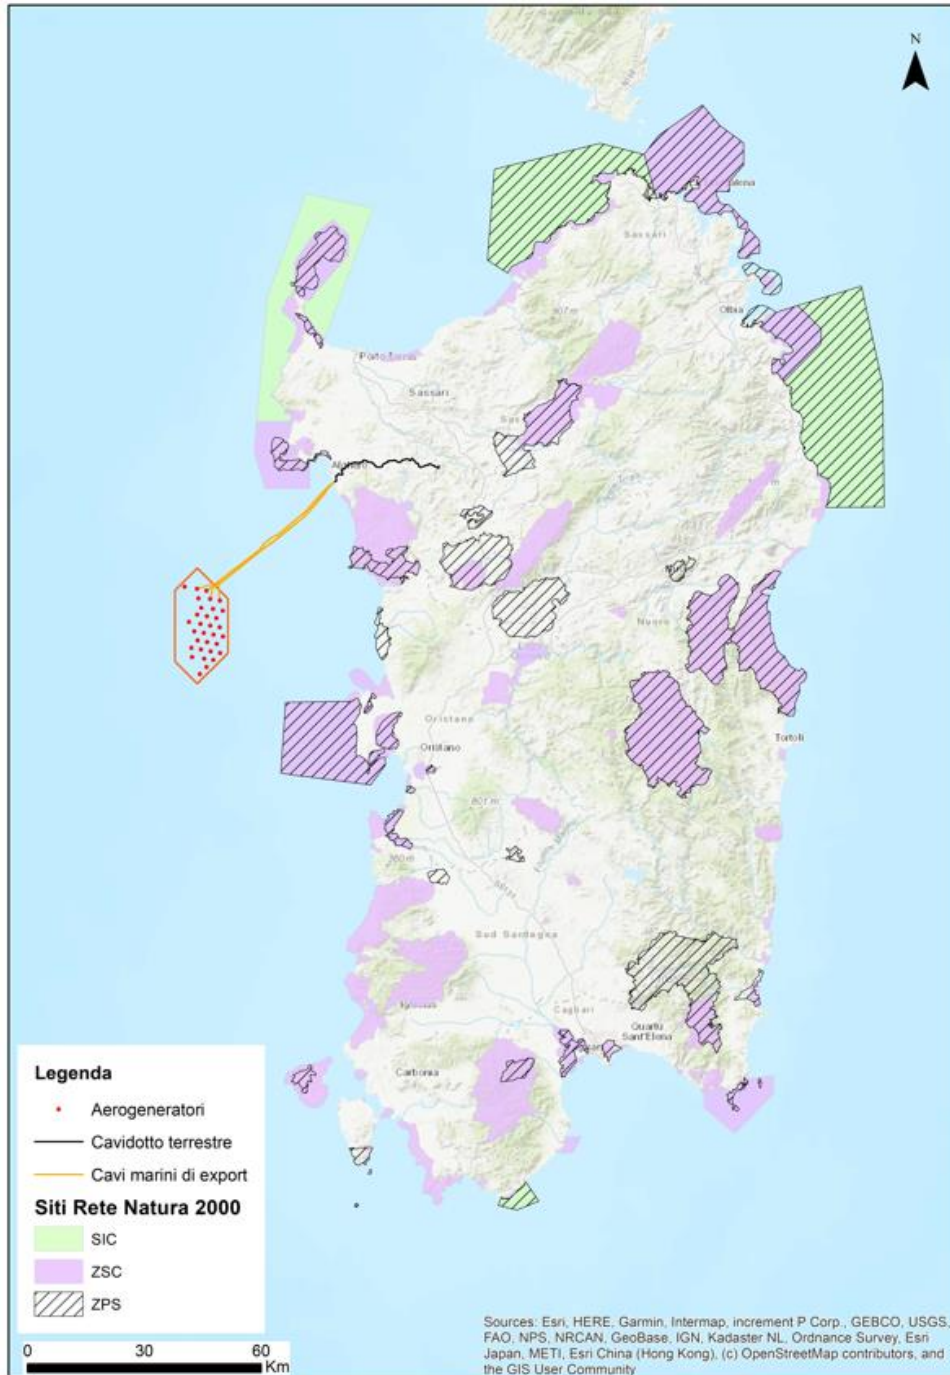 N
Sassari
Olbia
Sassari
Nuoro
Oristano
Oristano
Tortolì
Sud Sardegna
Cagliari
Quartu
Sant'Elena
Carbonia
Legenda
Aerogeneratori
Cavidotto terrestre
Cavi marini di export
Siti Rete Natura 2000
SIC
ZSC
ZPS
0 30 60
Km
Sources: Esri, HERE, Garmin, Intermap, increment P Corp., GEBCO, USGS,
FAO, NPS, NRCAN, GeoBase, IGN, Kadaster NL, Ordnance Survey, Esri
Japan, METI, Esri China (Hong Kong), (c) OpenStreetMap contributors, and
the GIS User Community